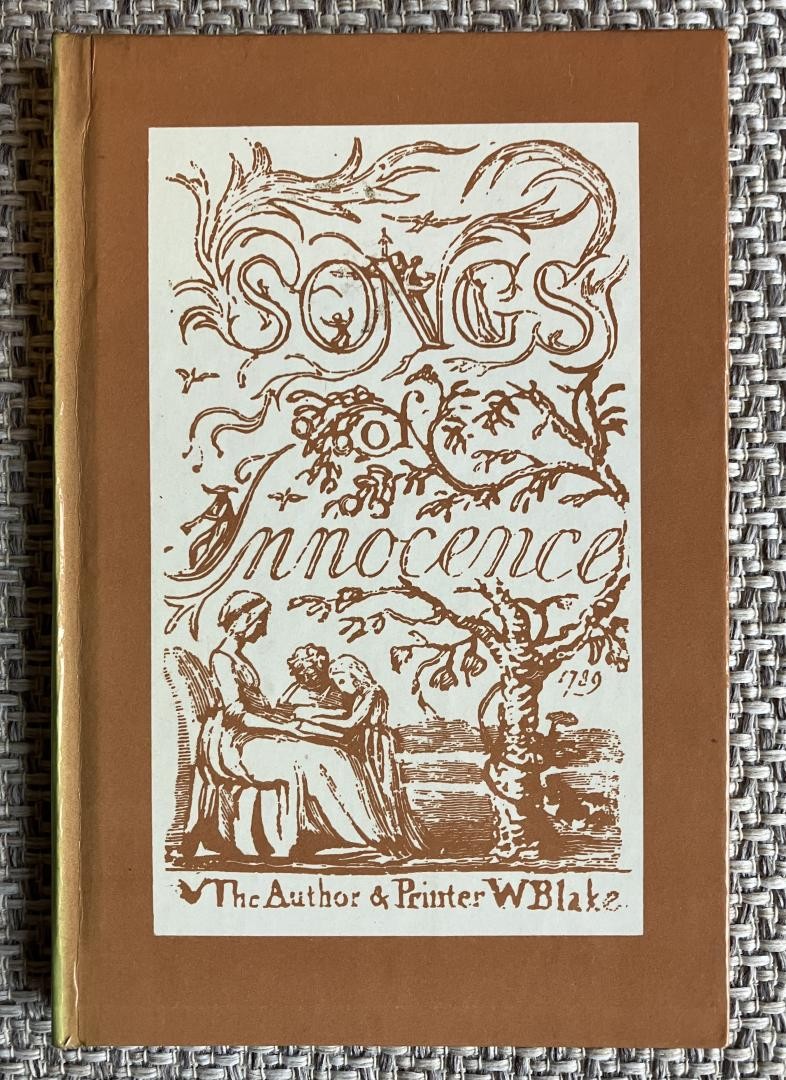 SONGS
of
Innocence
1789
The Author & Printer W Blake.